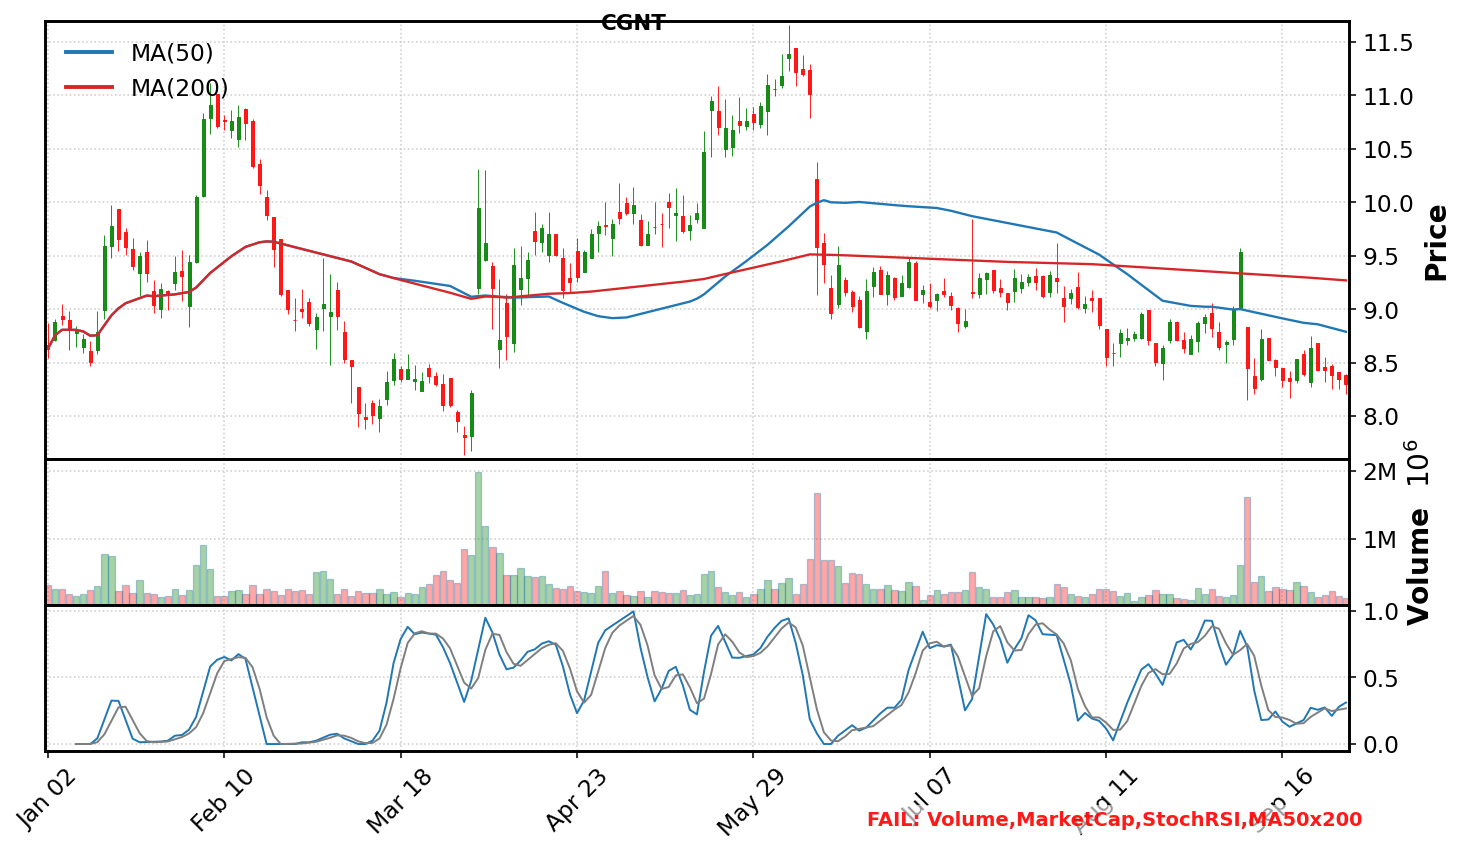 CGNT
MA(50)
MA(200)
11.5
11.0
10.5
10.0
9.5
9.0
8.5
8.0
Price
2M
1M
Volume 10^6
1.0
0.5
0.0
Jan 02
Feb 10
Mar 18
Apr 23
May 29
Jul 07
Aug 11
Sep 16
FAIL: Volume,MarketCap,StochRSI,MA50x200